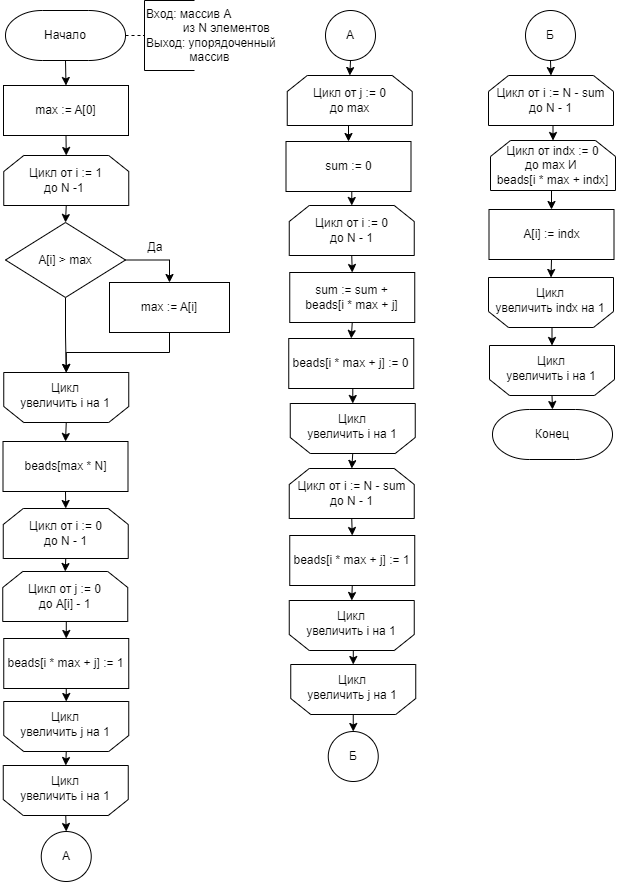 Начало
Вход: массив А
из N элементов
Выход: упорядоченный
массив
max := A[0]
Цикл от i := 1
до N -1
A[i] > max
Да
max := A[i]
Цикл
увеличить i на 1
beads[max * N]
Цикл от i := 0
до N - 1
Цикл от j := 0
до A[i] - 1
beads[i * max + j] := 1
Цикл
увеличить j на 1
Цикл
увеличить i на 1
А
А
Цикл от j := 0
до max
sum := 0
Цикл от i := 0
до N - 1
sum := sum +
beads[i * max + j]
beads[i * max + j] := 0
Цикл
увеличить i на 1
Цикл от i := N - sum
до N - 1
beads[i * max + j] := 1
Цикл
увеличить i на 1
Цикл
увеличить j на 1
Б
Б
Цикл от i := N - sum
до N - 1
Цикл от indx := 0
до max И
beads[i * max + indx]
A[i] := indx
Цикл
увеличить indx на 1
Цикл
увеличить i на 1
Конец